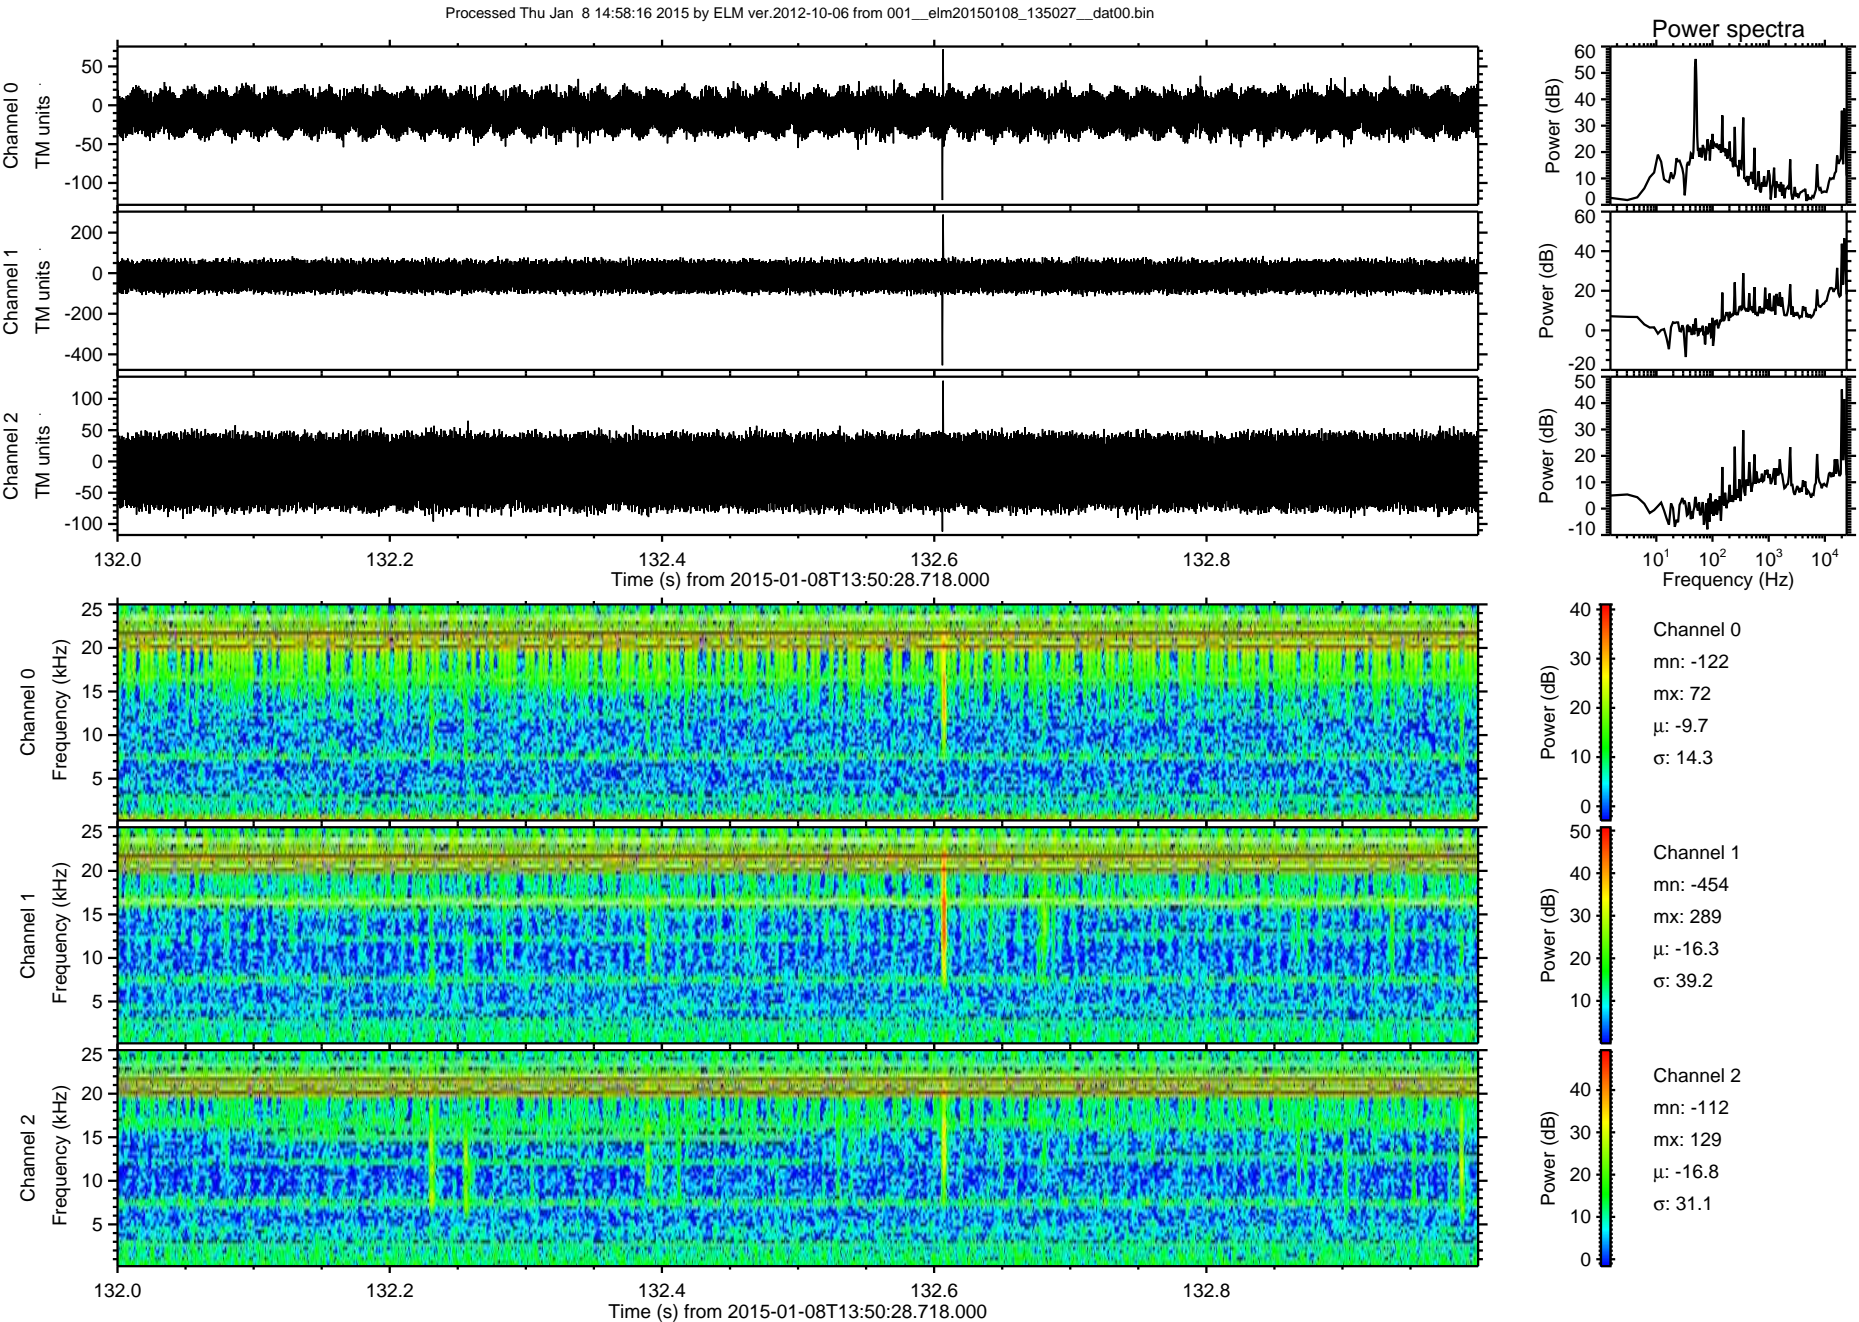 Processed Thu Jan  8 14:58:16 2015 by ELM ver.2012-10-06 from 001__elm20150108_135027__dat00.bin
Power spectra
Channel 0
TM units
50
0
-50
-100
Power (dB)
60
50
40
30
20
10
0
Channel 1
TM units
200
0
-200
-400
Power (dB)
60
40
20
0
-20
Channel 2
TM units
100
50
0
-50
-100
Power (dB)
50
40
30
20
10
0
-10
132.0 132.2 132.4 132.6 132.8
Time (s) from 2015-01-08T13:50:28.718.000
10^1 10^2 10^3 10^4
Frequency (Hz)
Channel 0
Frequency (kHz)
25
20
15
10
5
Power (dB)
40
30
20
10
0
Channel 0
mn: -122
mx: 72
μ: -9.7
σ: 14.3
Channel 1
Frequency (kHz)
25
20
15
10
5
Power (dB)
50
40
30
20
10
Channel 1
mn: -454
mx: 289
μ: -16.3
σ: 39.2
Channel 2
Frequency (kHz)
25
20
15
10
5
Power (dB)
40
30
20
10
0
Channel 2
mn: -112
mx: 129
μ: -16.8
σ: 31.1
132.0 132.2 132.4 132.6 132.8
Time (s) from 2015-01-08T13:50:28.718.000